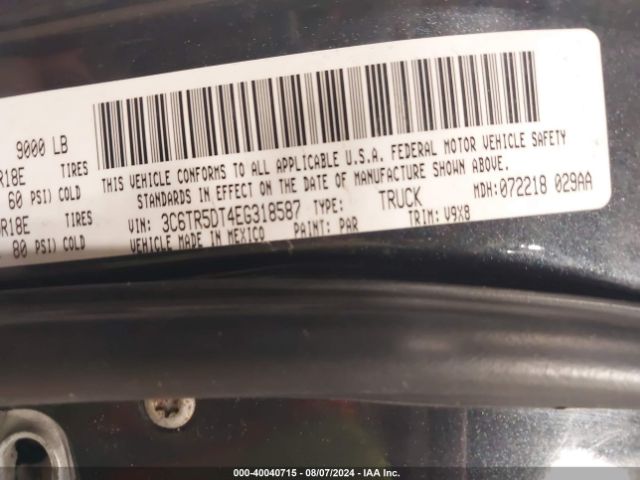 9000 LB
R18E TIRES
60 PSI) COLD
R18E TIRES
80 PSI) COLD
THIS VEHICLE CONFORMS TO ALL APPLICABLE U.S.A. FEDERAL MOTOR VEHICLE SAFETY
STANDARDS IN EFFECT ON THE DATE OF MANUFACTURE SHOWN ABOVE.
VIN: 3C6TR5DT4EG318587 TYPE: TRUCK MDH: 072218 029AA
VEHICLE MADE IN MEXICO PAINT: PAR TRIM: V9X8
000-40040715 - 08/07/2024 - IAA Inc.